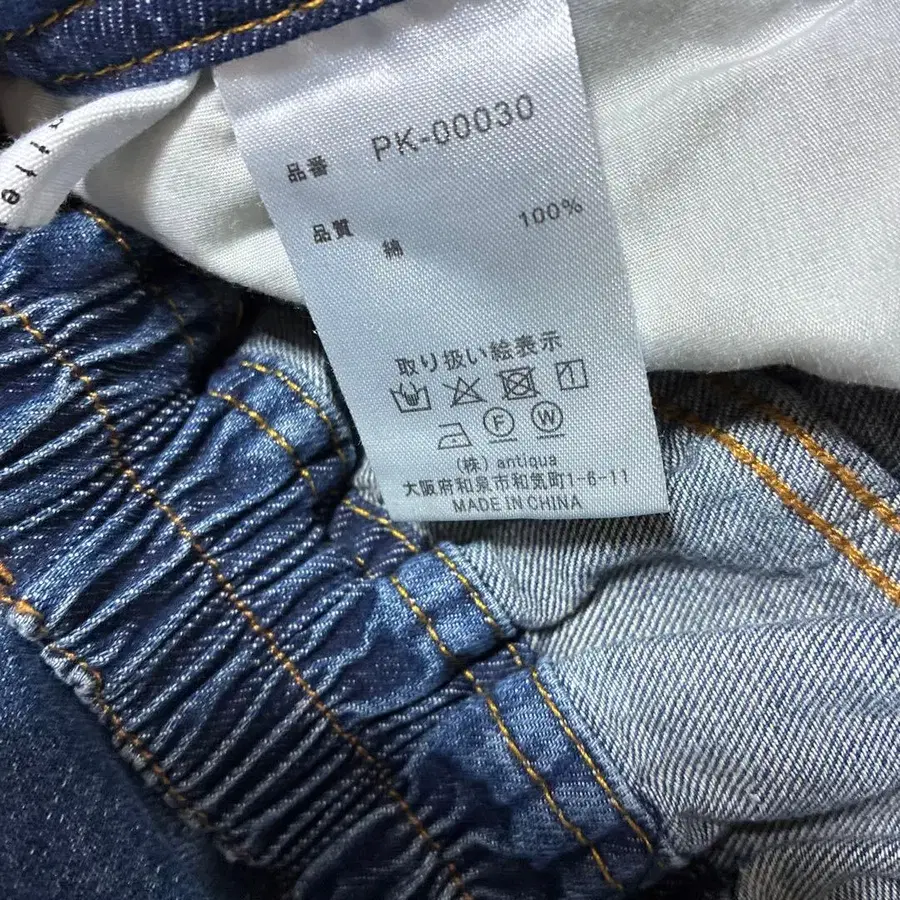 品番 PK-00030
品質 綿 100%
取り扱い絵表示
F W
(株) antiqua
大阪府和泉市和気町1-6-11
MADE IN CHINA